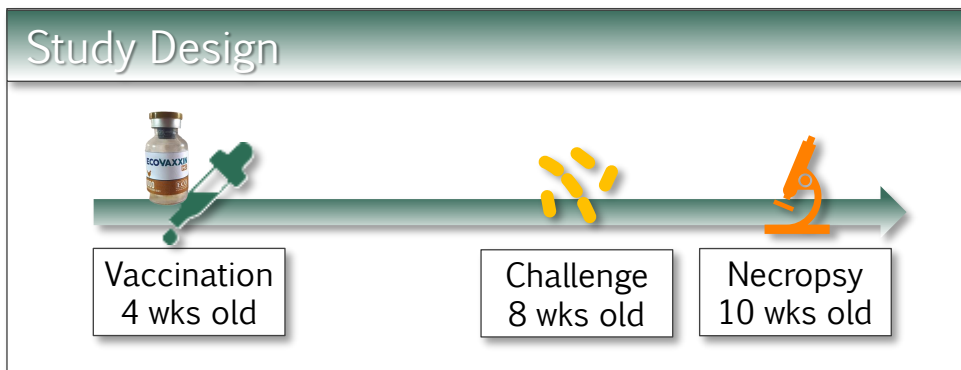 Study Design
ECOVAXXIN
Vaccination
4 wks old
Challenge
8 wks old
Necropsy
10 wks old